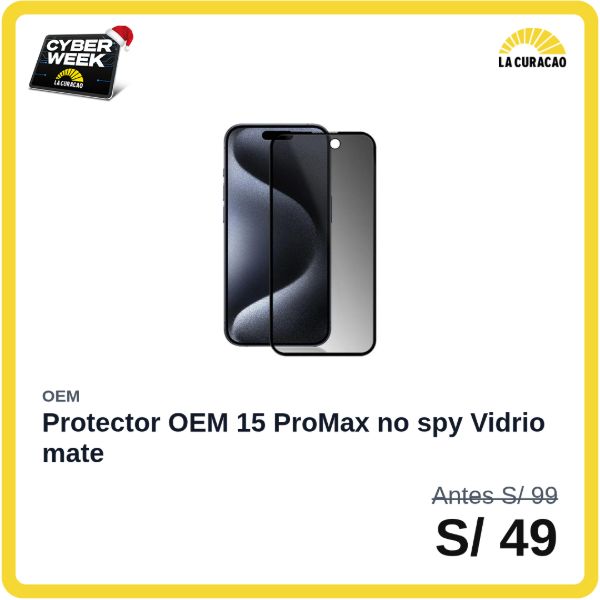 CYBER
WEEK
LA CURACAO
LA CURACAO
OEM
Protector OEM 15 ProMax no spy Vidrio
mate
Antes S/ 99
S/ 49